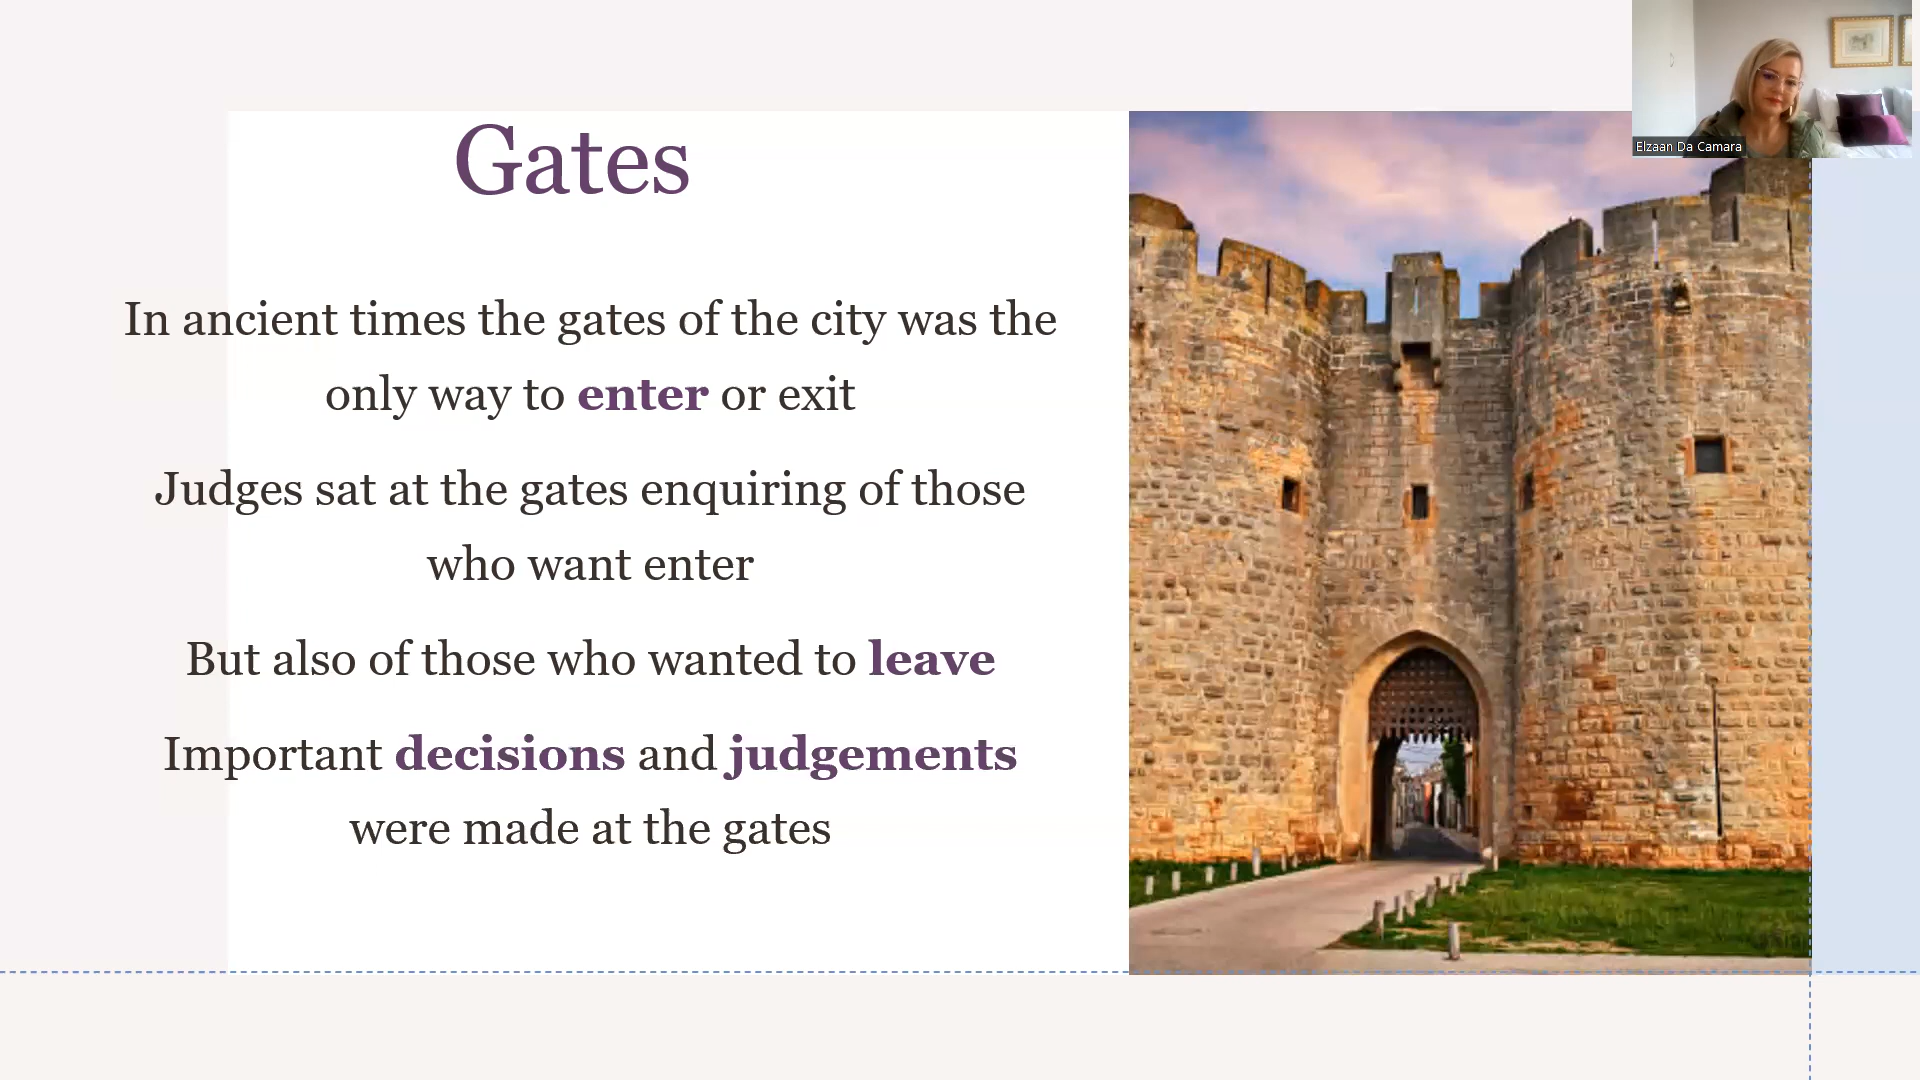 Gates
In ancient times the gates of the city was the
only way to enter or exit
Judges sat at the gates enquiring of those
who want enter
But also of those who wanted to leave
Important decisions and judgements
were made at the gates
Elzaan Da Camara